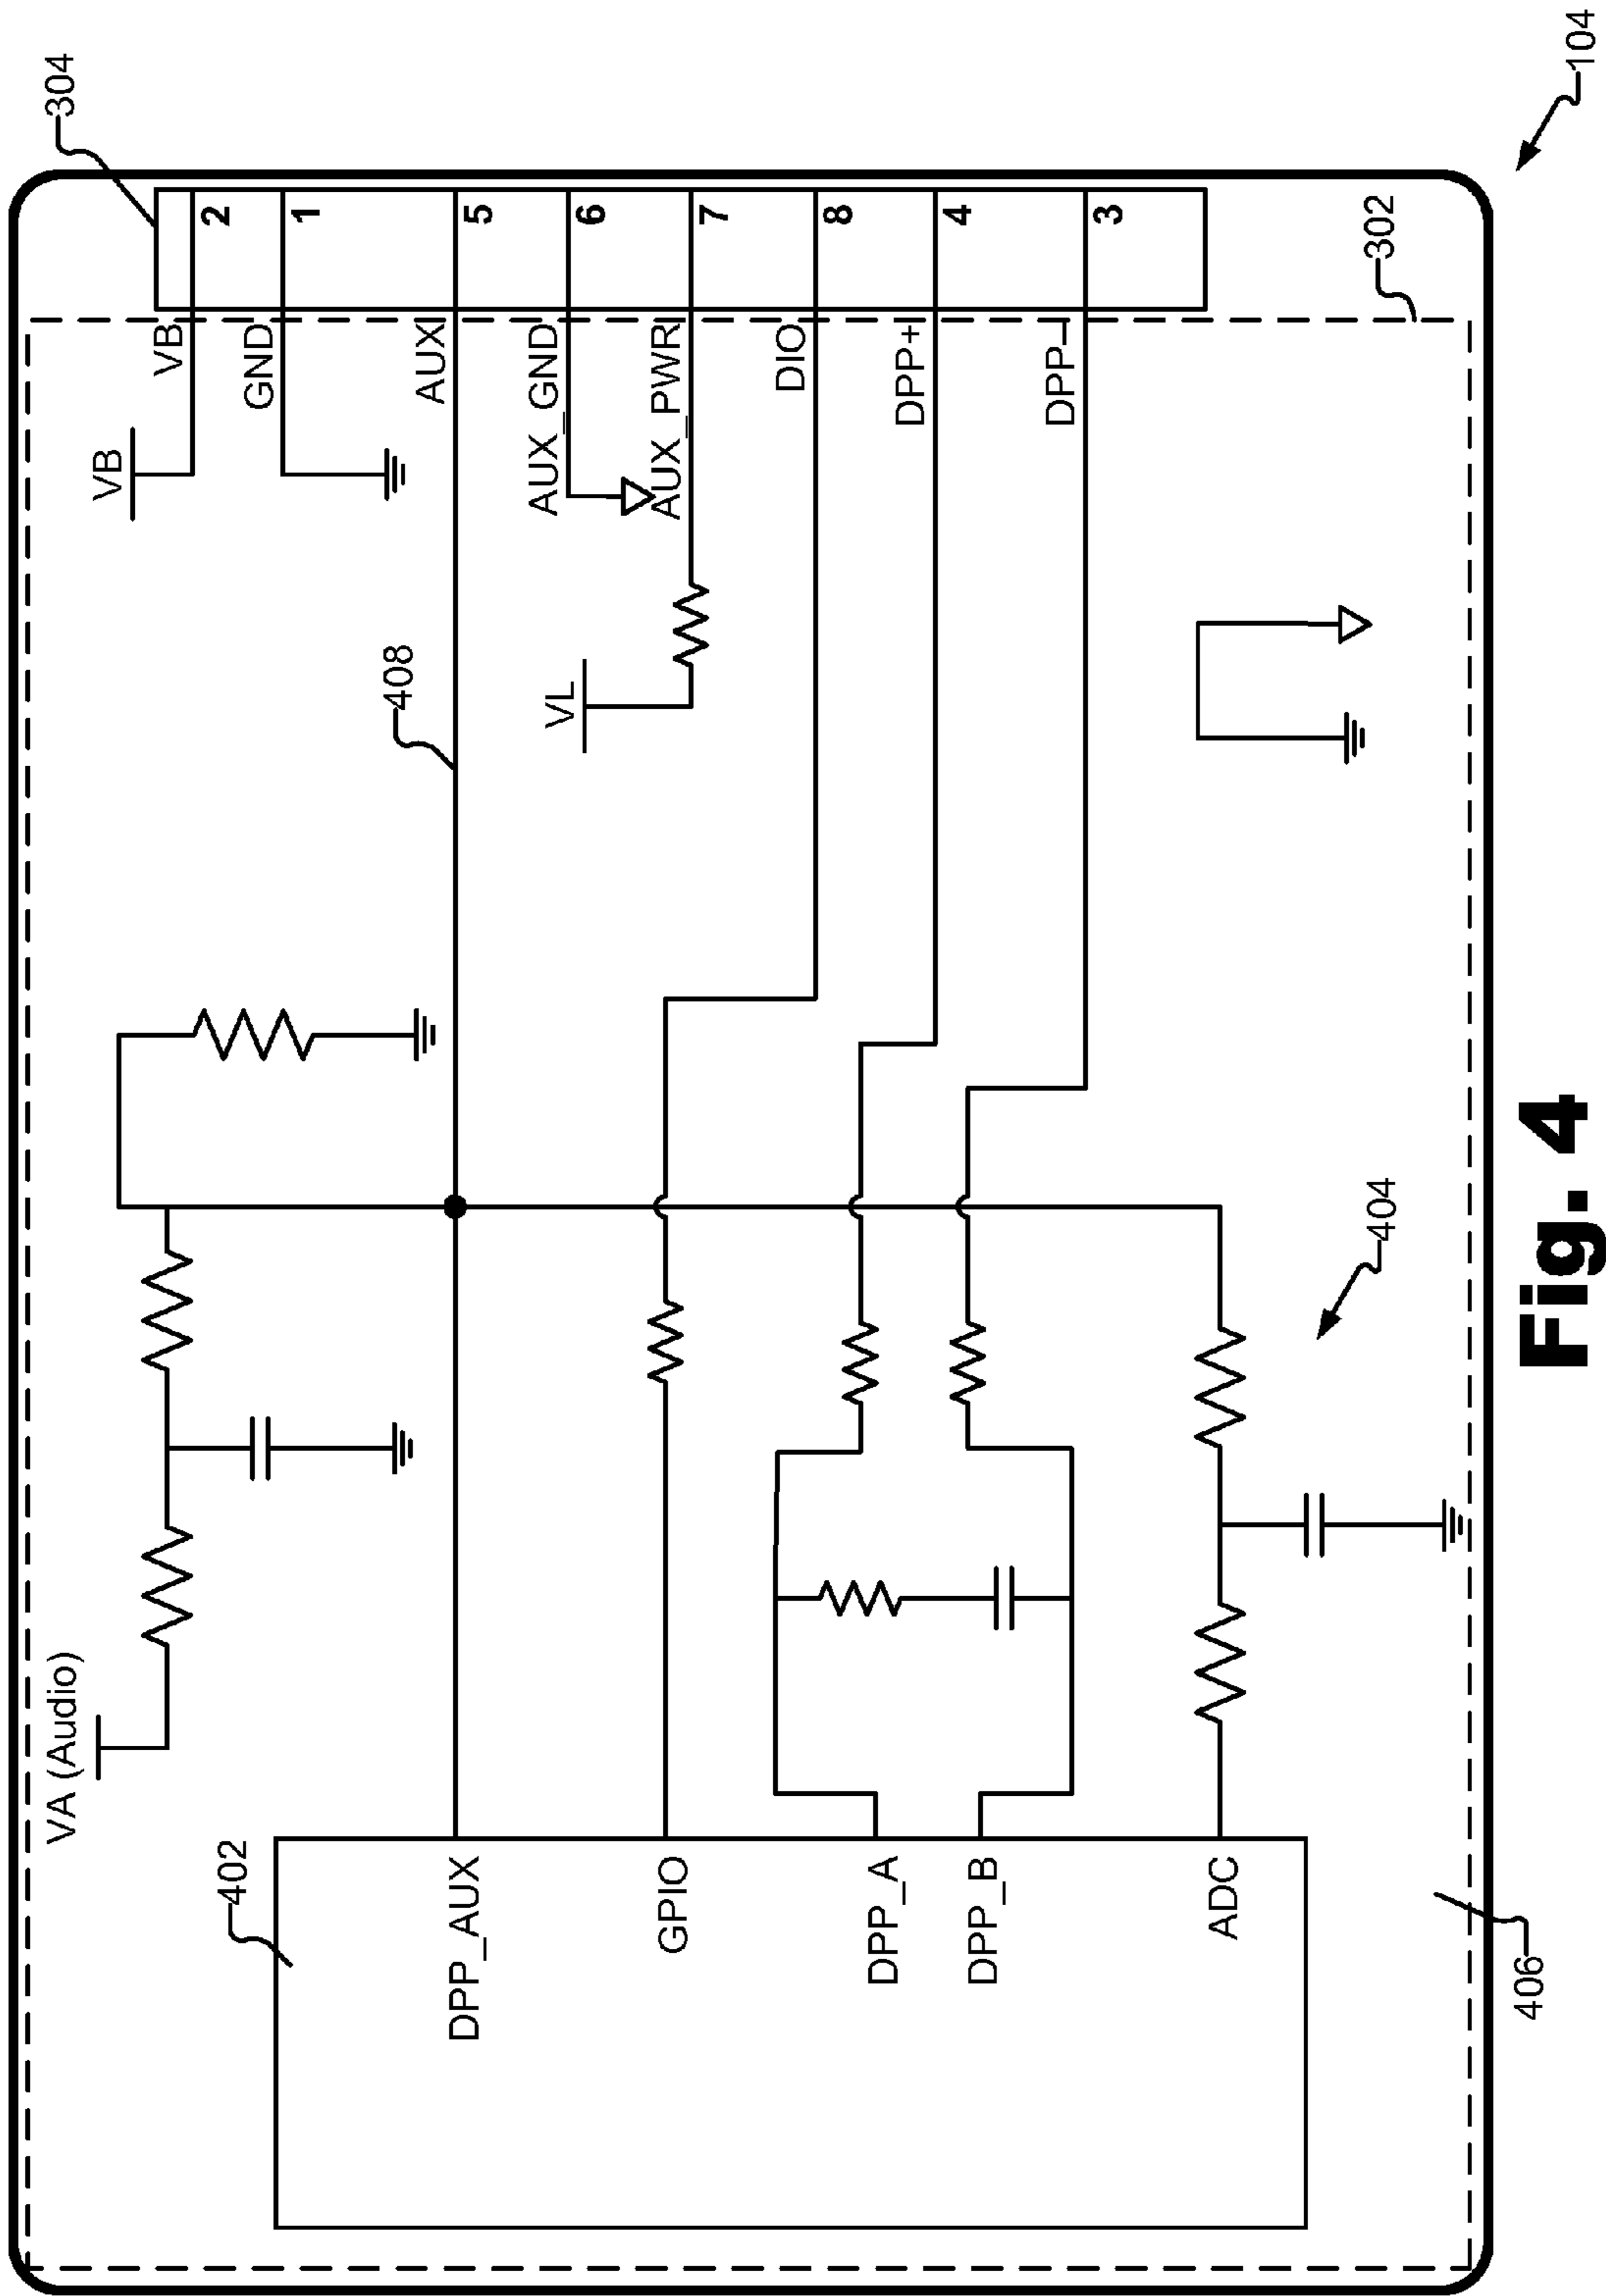 104
304
302
VB
2
VB
GND
1
408
AUX
5
AUX_GND
6
VL
AUX_PWR
7
DIO
8
DPP+
4
DPP–
3
VA (Audio)
402
DPP_AUX
GPIO
DPP_A
DPP_B
ADC
404
406
Fig. 4